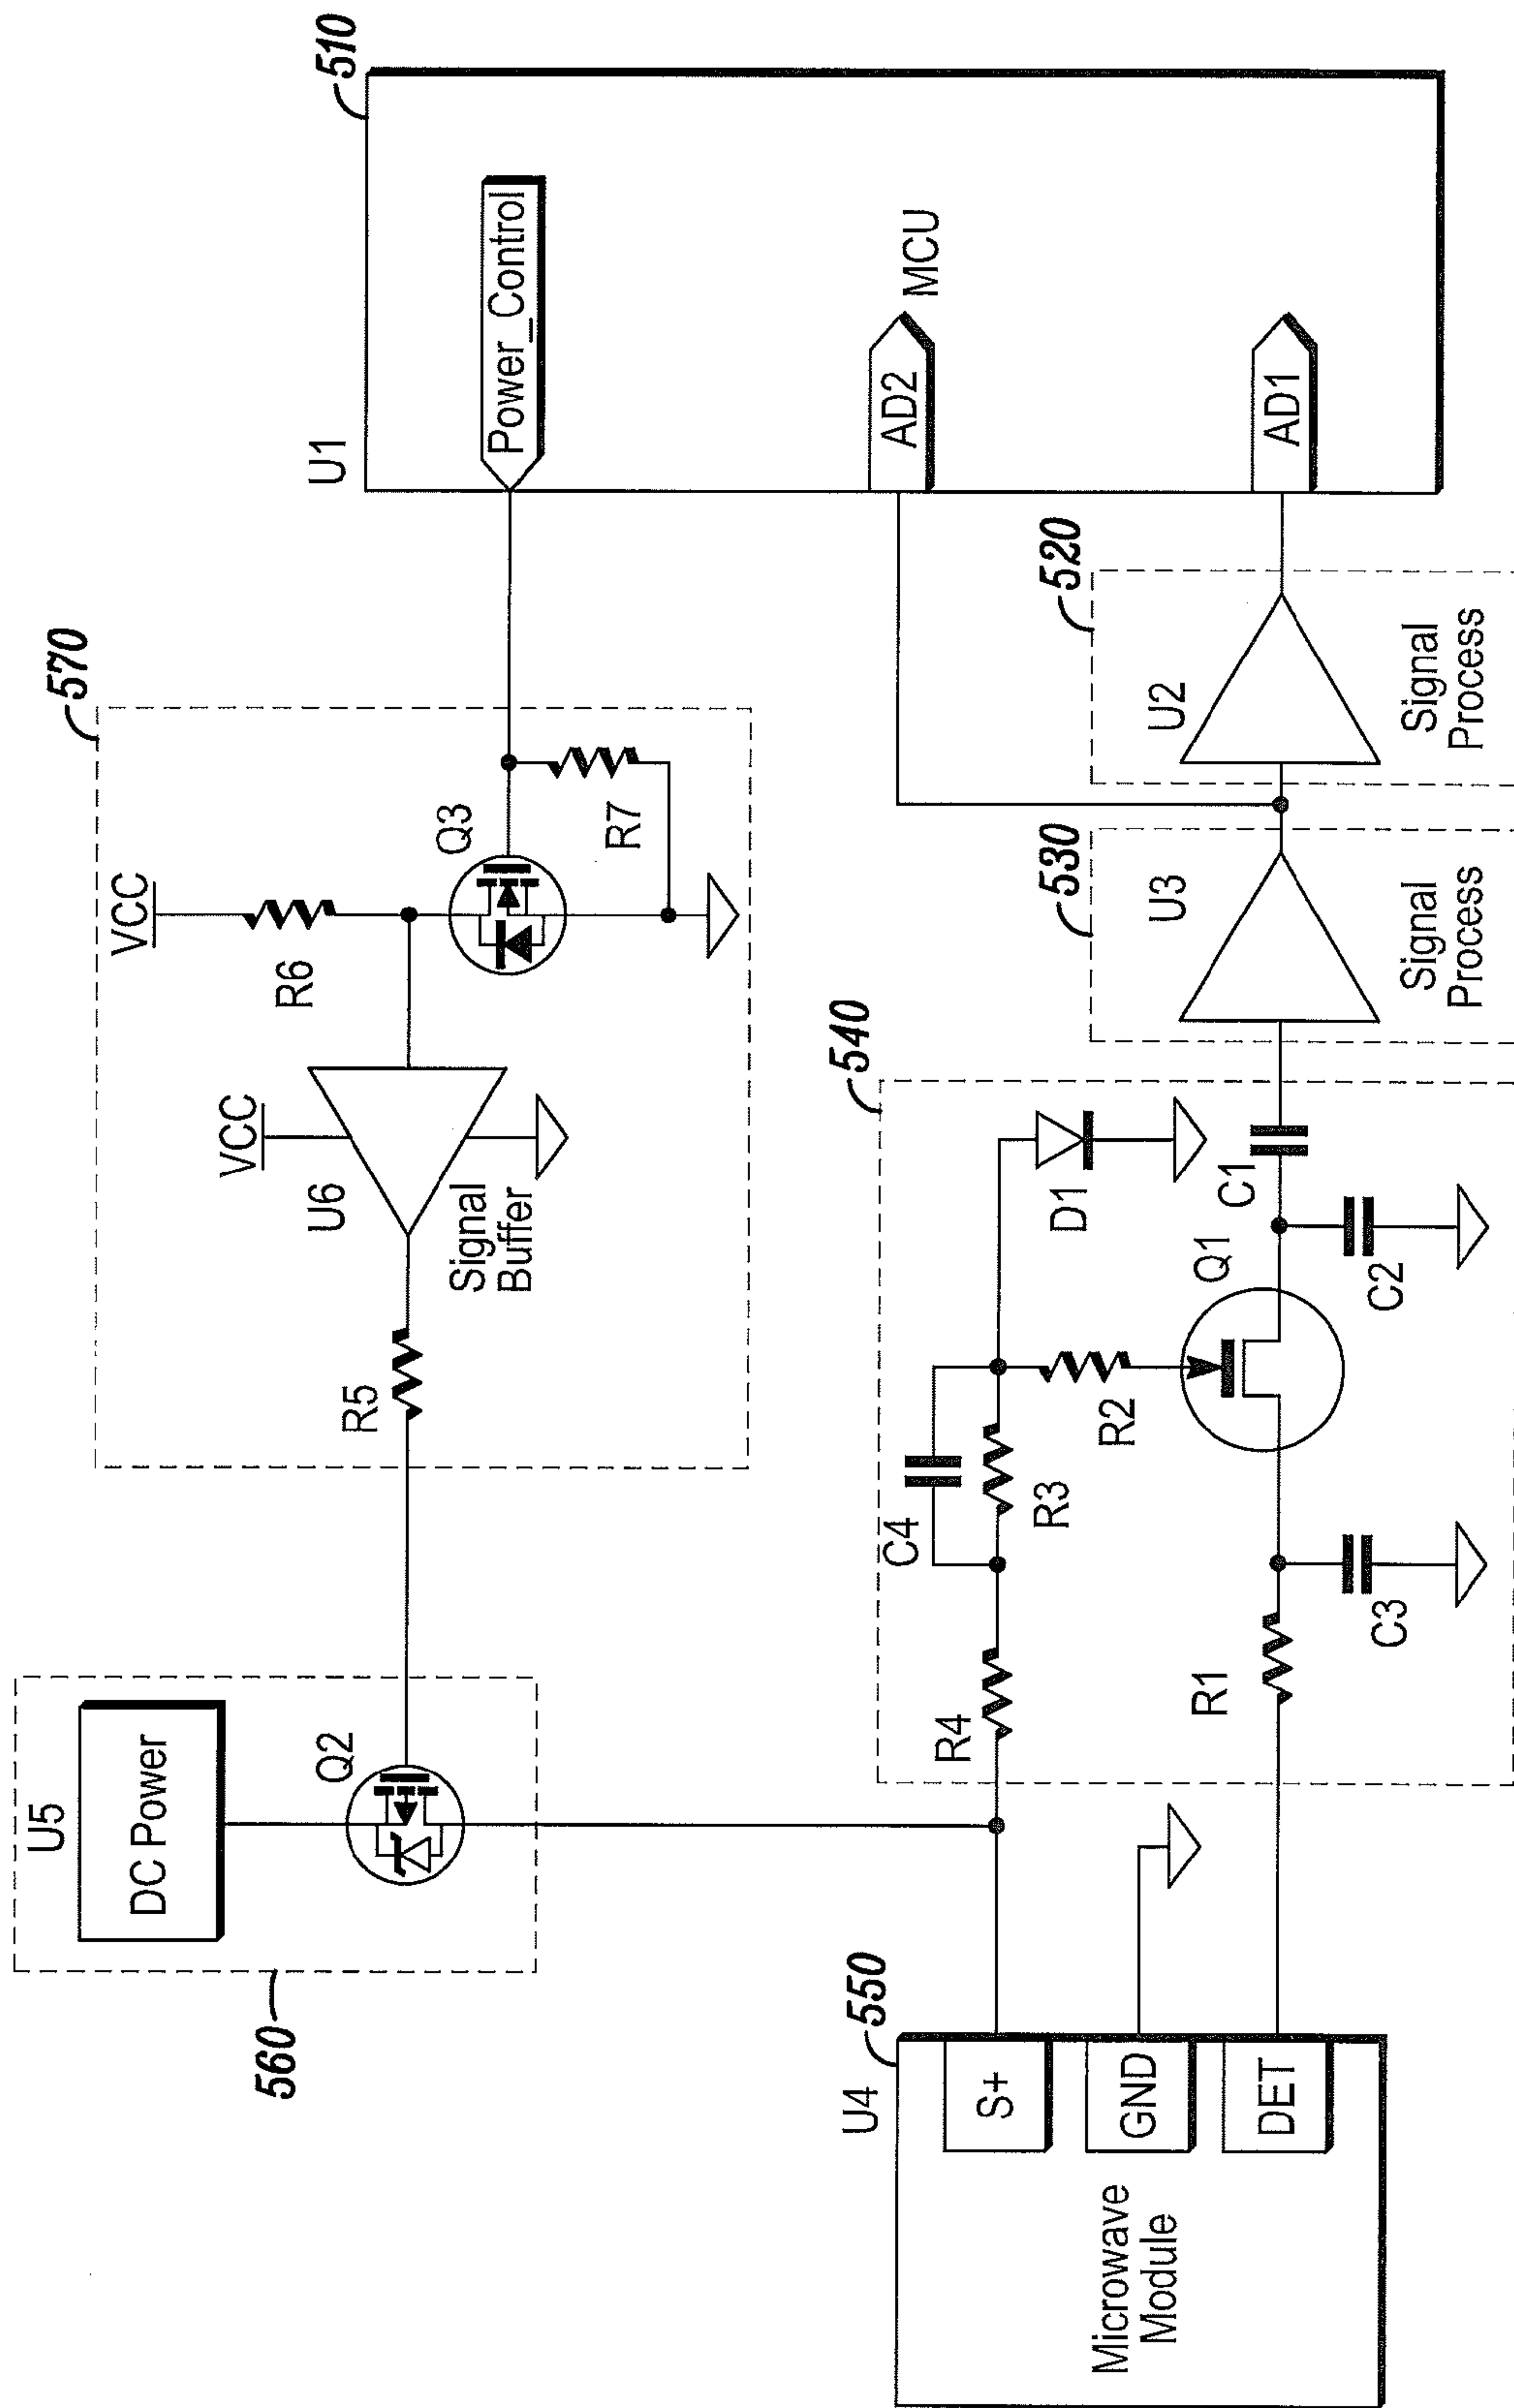 510
U1
Power_Control
AD2
MCU
AD1
570
VCC
R6
Q3
R7
VCC
U6
Signal
Buffer
R5
560
U5
DC Power
Q2
520
U2
Signal
Process
530
U3
Signal
Process
540
D1
C4
R3
R4
R2
Q1
C1
C2
R1
C3
550
U4
S+
GND
DET
Microwave
Module